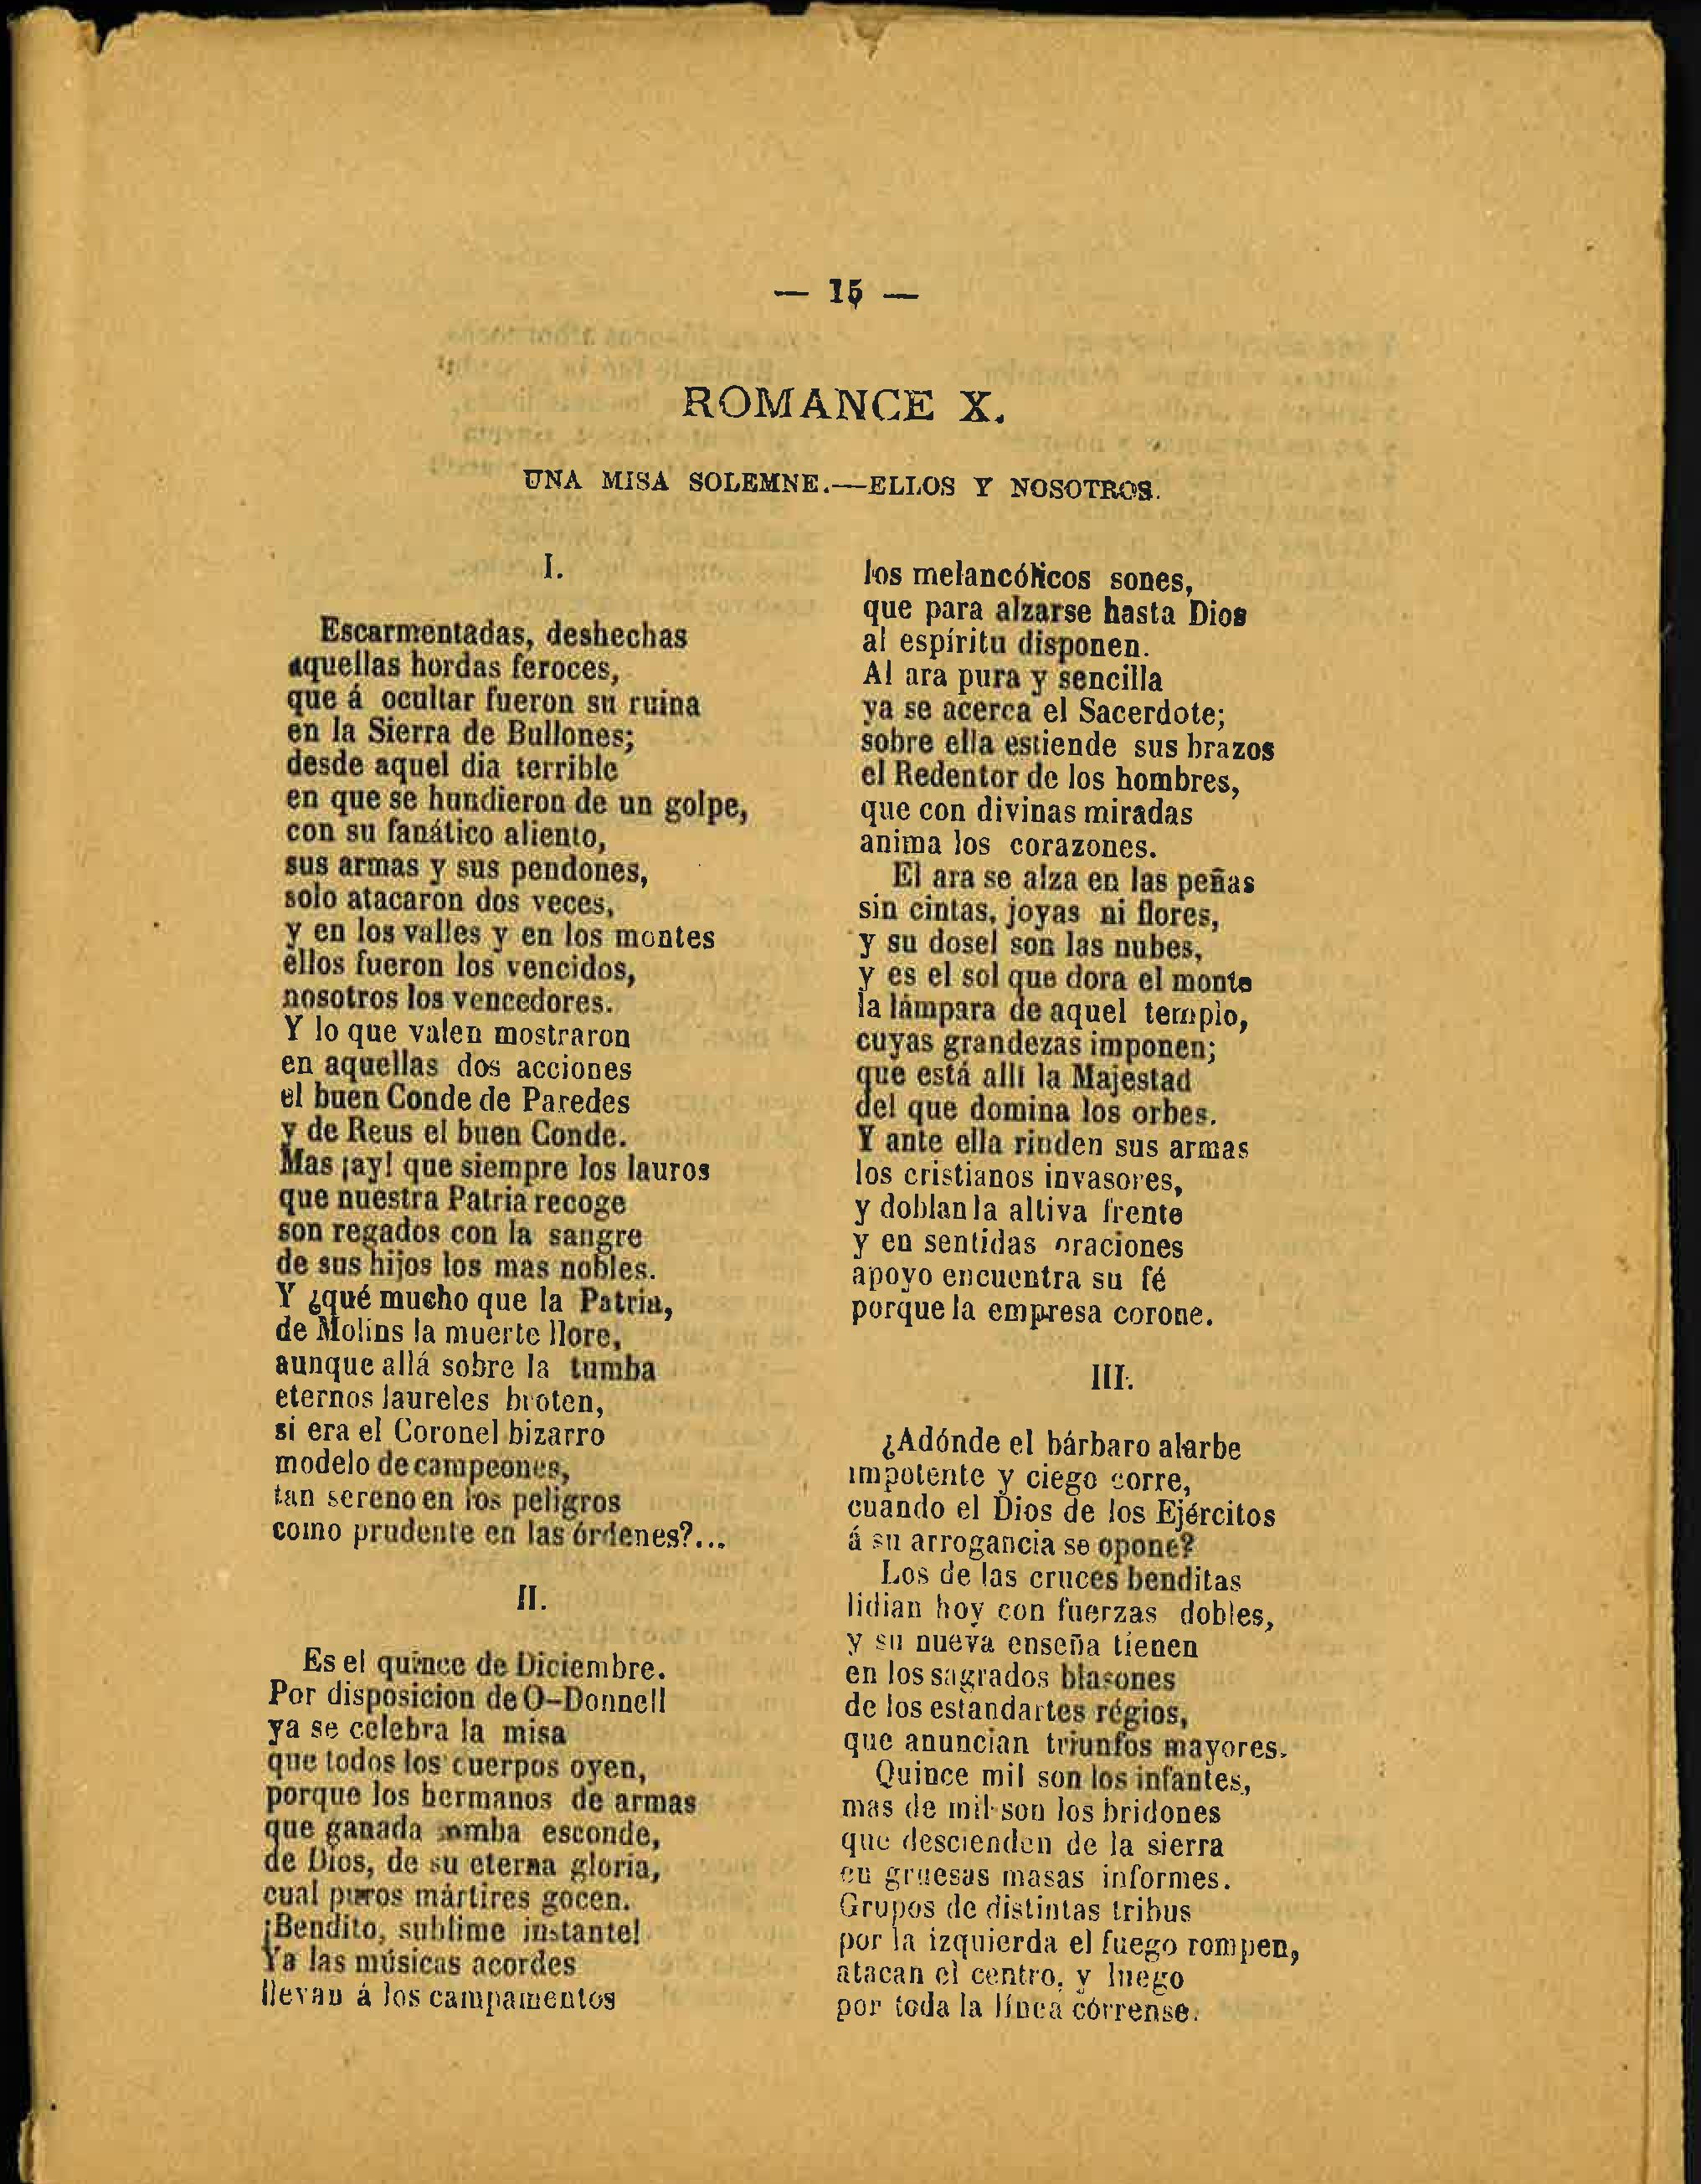 — 15 —
ROMANCE X.
UNA MISA SOLEMNE.—ELLOS Y NOSOTROS.
I.
Escarmentadas, deshechas
aquellas hordas feroces,
que á ocultar fueron su ruina
en la Sierra de Bullones;
desde aquel dia terrible
en que se hundieron de un golpe,
con su fanático aliento,
sus armas y sus pendones,
solo atacaron dos veces,
y en los valles y en los montes
ellos fueron los vencidos,
nosotros los vencedores.
Y lo que valen mostraron
en aquellas dos acciones
el buen Conde de Paredes
y de Reus el buen Conde.
Mas ¡ay! que siempre los lauros
que nuestra Patria recoge
son regados con la sangre
de sus hijos los mas nobles.
Y ¿qué mucho que la Patria,
de Molins la muerte llore,
aunque allá sobre la tumba
eternos laureles broten,
si era el Coronel bizarro
modelo de campeones,
tan sereno en los peligros
como prudente en las órdenes?...
II.
Es el quince de Diciembre.
Por disposicion de O-Donnell
ya se celebra la misa
que todos los cuerpos oyen,
porque los hermanos de armas
que ganada esconde,
de Dios, de su eterna gloria,
cual puros mártires gocen.
¡Bendito, sublime instante!
Ya las músicas acordes
llevan á los campamentos
los melancólicos sones,
que para alzarse hasta Dios
al espíritu disponen.
Al ara pura y sencilla
ya se acerca el Sacerdote;
sobre ella estiende sus brazos
el Redentor de los hombres,
que con divinas miradas
anima los corazones.
El ara se alza en las peñas
sin cintas, joyas ni flores,
y su dosel son las nubes,
y es el sol que dora el monte
la lámpara de aquel templo,
cuyas grandezas imponen;
que está allí la Majestad
del que domina los orbes.
Y ante ella rinden sus armas
los cristianos invasores,
y doblan la altiva frente
y en sentidas oraciones
apoyo encuentra su fé
porque la empresa corone.
III.
¿Adónde el bárbaro alarbe
impotente y ciego corre,
cuando el Dios de los Ejércitos
á su arrogancia se opone?
Los de las cruces benditas
lidian hoy con fuerzas dobles,
y su nueva enseña tienen
en los sagrados blasones
de los estandartes régios,
que anuncian triunfos mayores.
Quince mil son los infantes,
mas de mil son los bridones
que descienden de la sierra
en gruesas masas informes.
Grupos de distintas tribus
por la izquierda el fuego rompen,
atacan el centro, y luego
por toda la línea córrense.